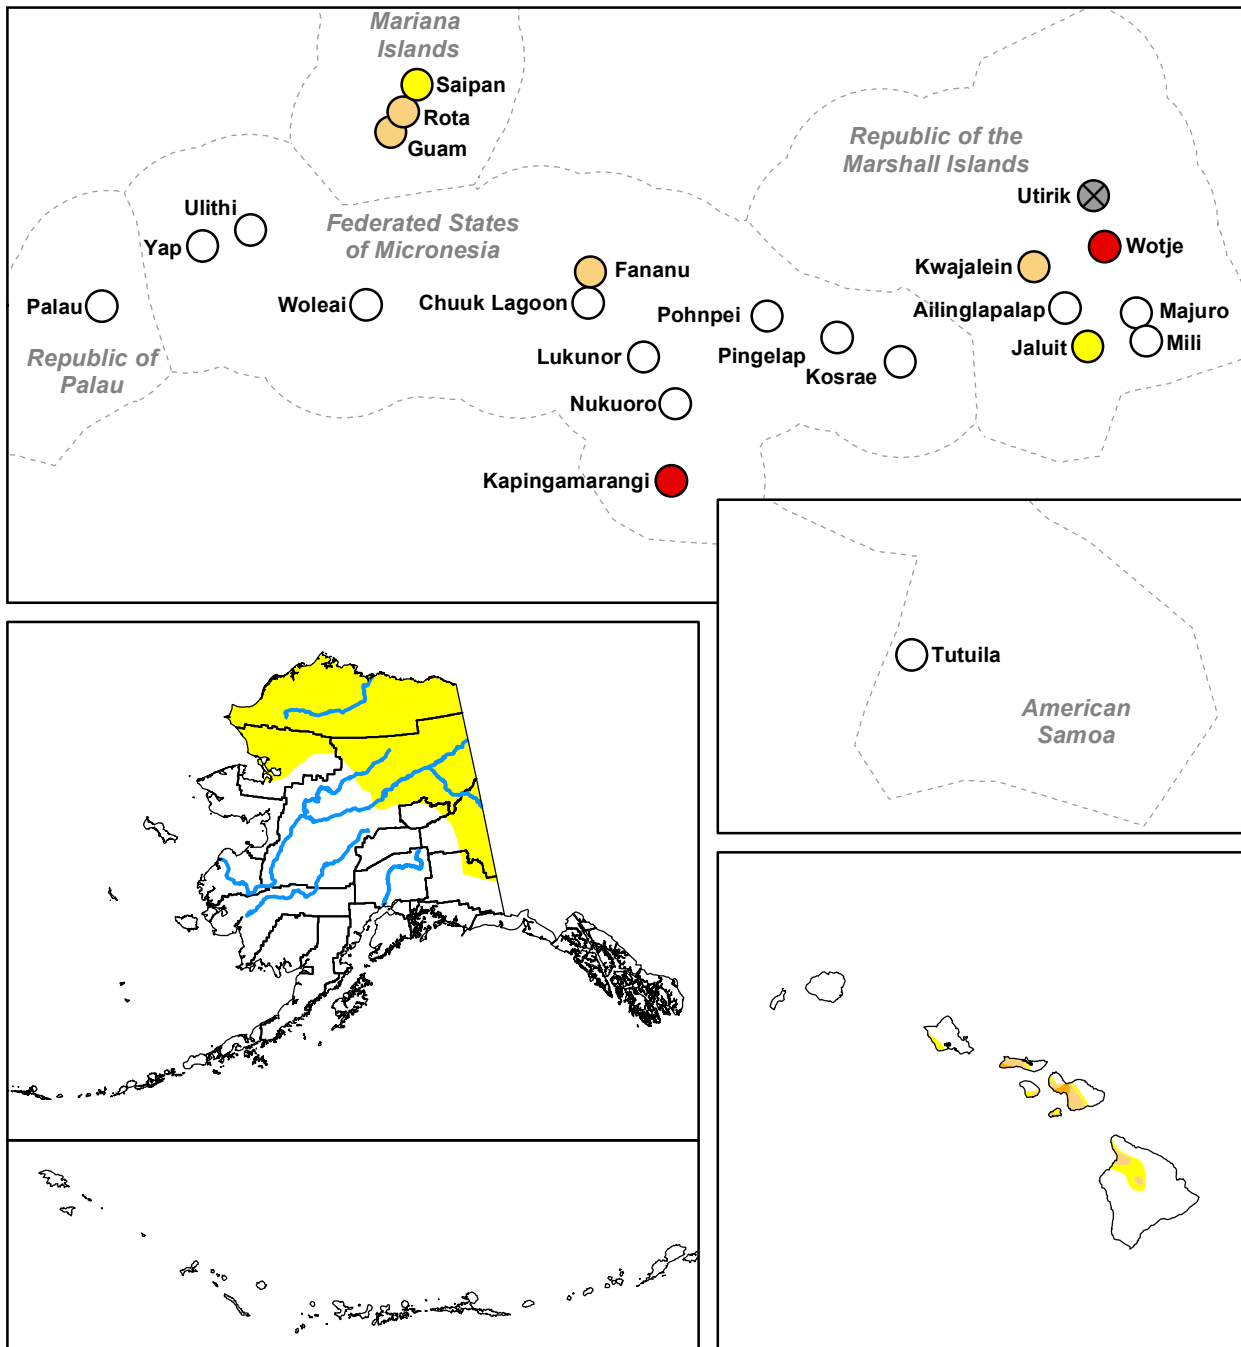 Mariana
Islands
Saipan
Rota
Guam
Republic of the
Marshall Islands
Utirik
Ulithi
Federated States
of Micronesia
Yap
Wotje
Kwajalein
Fananu
Palau
Woleai
Chuuk Lagoon
Pohnpei
Ailinglapalap
Majuro
Republic of
Palau
Lukunor
Pingelap
Kosrae
Jaluit
Mili
Nukuoro
Kapingamarangi
Tutuila
American
Samoa